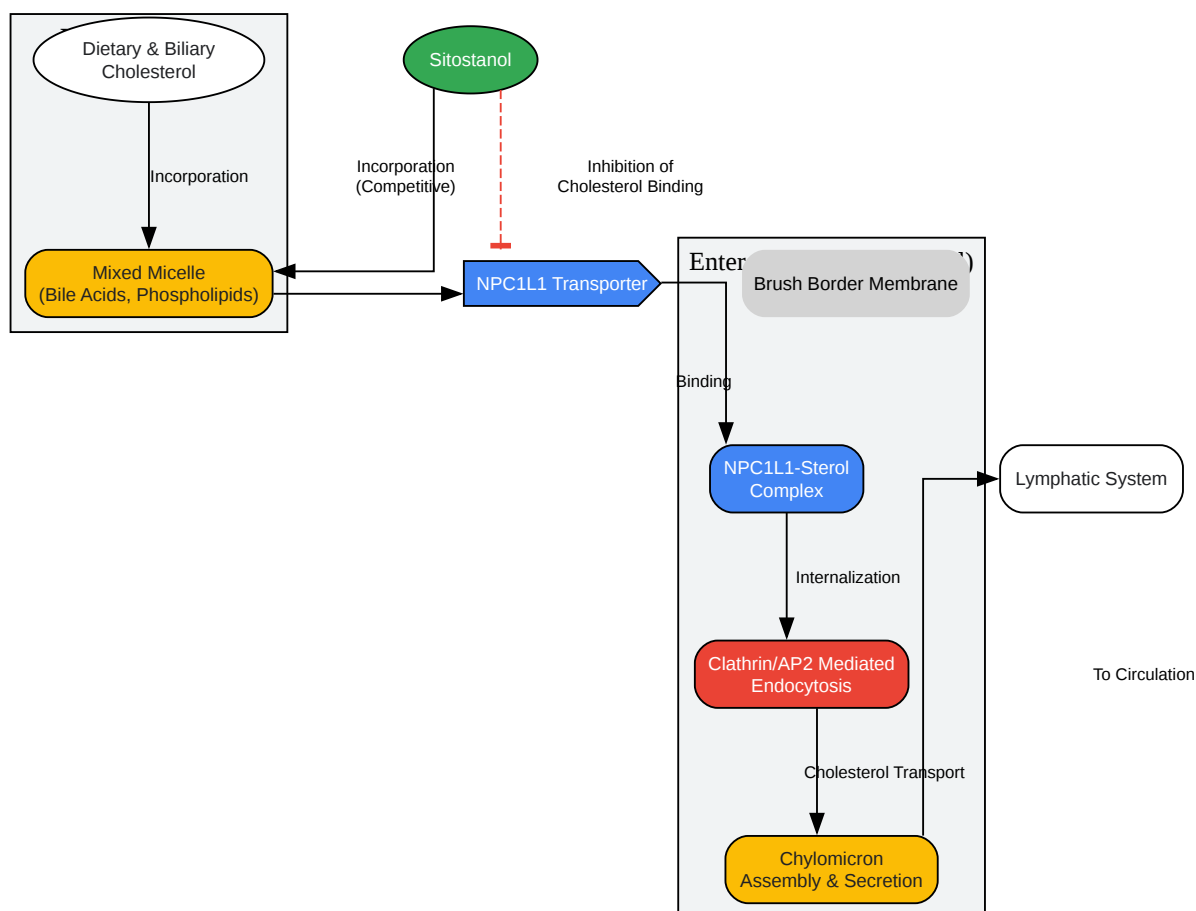 Dietary & Biliary
Cholesterol
Sitostanol
Incorporation
Incorporation
(Competitive)
Inhibition of
Cholesterol Binding
Mixed Micelle
(Bile Acids, Phospholipids)
NPC1L1 Transporter
Brush Border Membrane
Binding
NPC1L1-Sterol
Complex
Lymphatic System
Internalization
Clathrin/AP2 Mediated
Endocytosis
To Circulation
Cholesterol Transport
Chylomicron
Assembly & Secretion